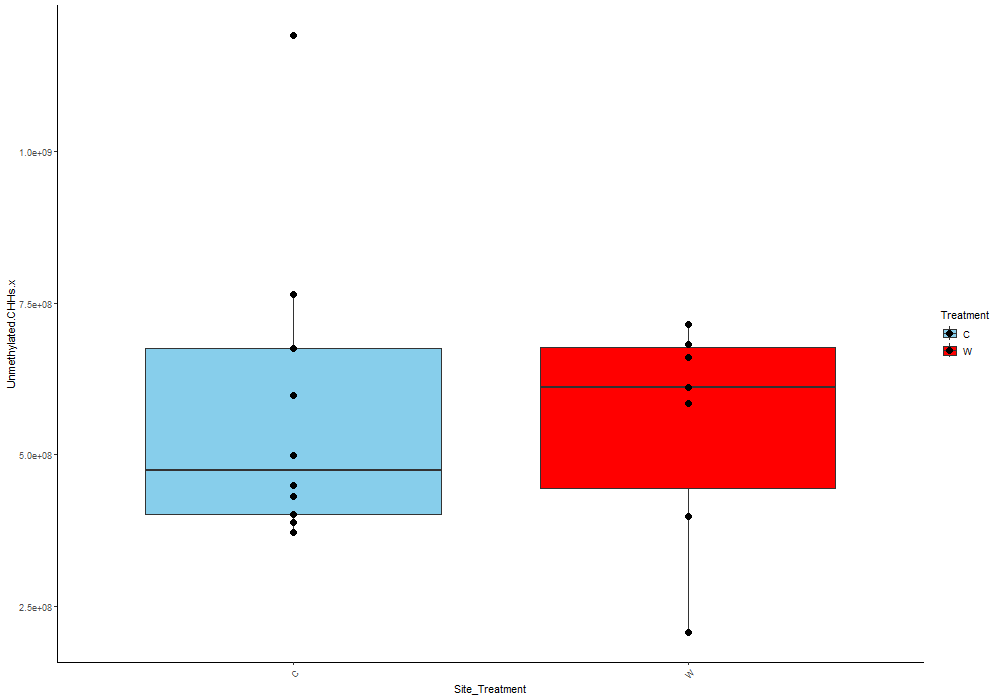 Unmethylated.CHHs.x
1.0e+09
7.5e+08
5.0e+08
2.5e+08
C
W
Site_Treatment
Treatment
C
W